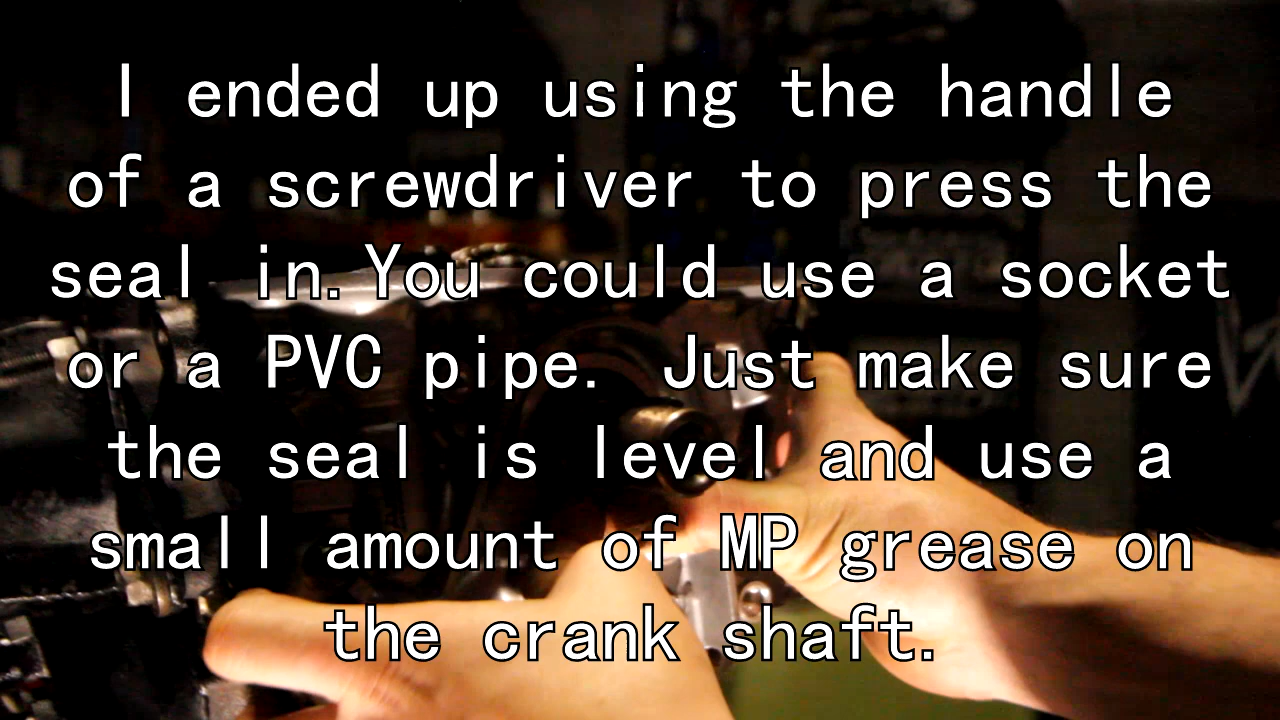 I ended up using the handle
of a screwdriver to press the
seal in.You could use a socket
or a PVC pipe. Just make sure
the seal is level and use a
small amount of MP grease on
the crank shaft.